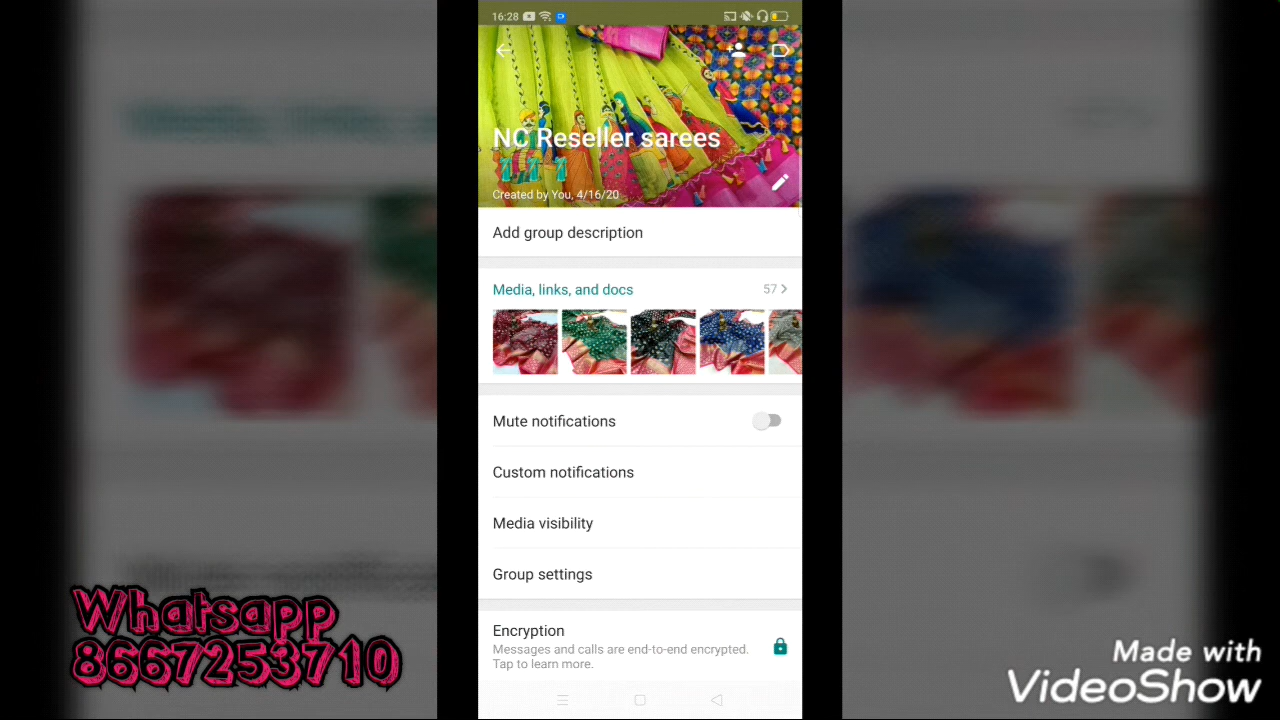 16:28
NC Reseller sarees
Created by You, 4/16/20
Add group description
Media, links, and docs
57
Mute notifications
Custom notifications
Media visibility
Group settings
Encryption
Messages and calls are end-to-end encrypted.
Tap to learn more.
Whatsapp
8667253710
Made with
VideoShow